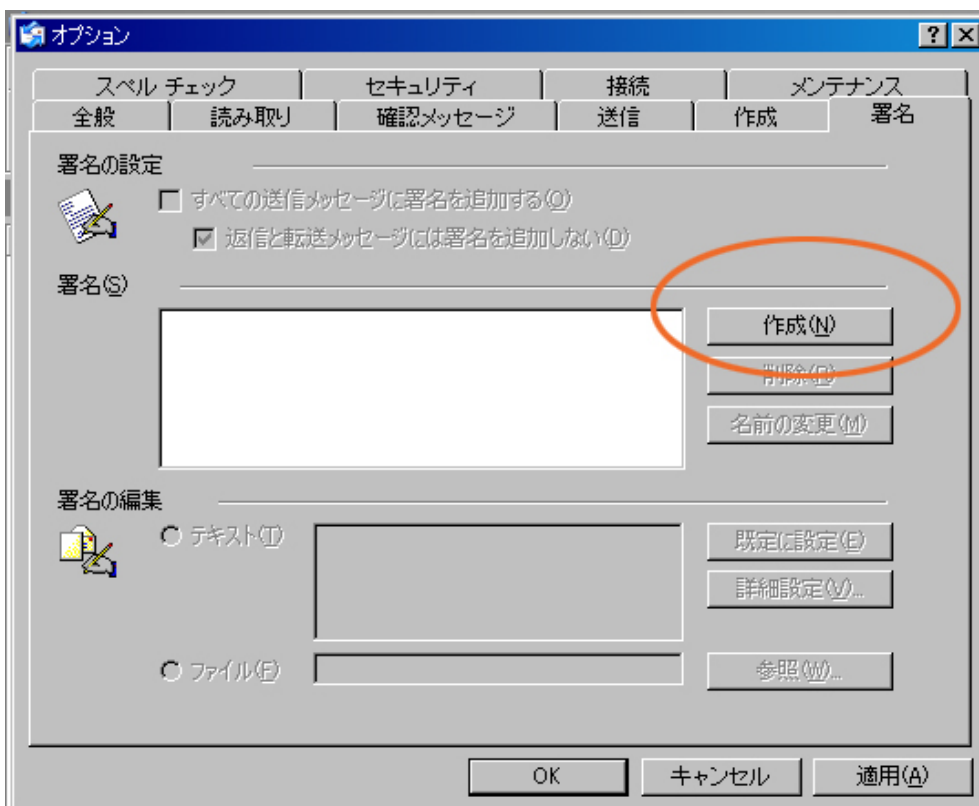 オプション
スペル チェック セキュリティ 接続 メンテナンス
全般 読み取り 確認メッセージ 送信 作成 署名
署名の設定
すべての送信メッセージに署名を追加する(O)
返信と転送メッセージには署名を追加しない(D)
署名(S)
作成(N)
削除(R)
名前の変更(M)
署名の編集
テキスト(T)
既定に設定(E)
詳細設定(V)...
ファイル(F)
参照(W)...
OK キャンセル 適用(A)